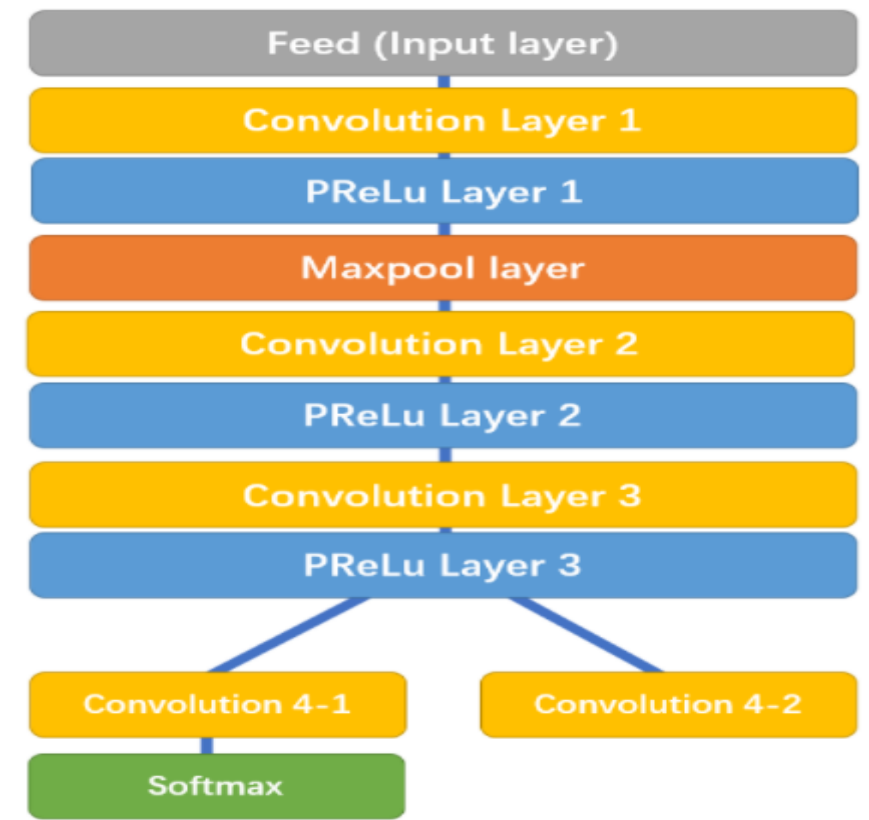 Feed (Input layer)
Convolution Layer 1
PReLu Layer 1
Maxpool layer
Convolution Layer 2
PReLu Layer 2
Convolution Layer 3
PReLu Layer 3
Convolution 4-1
Convolution 4-2
Softmax